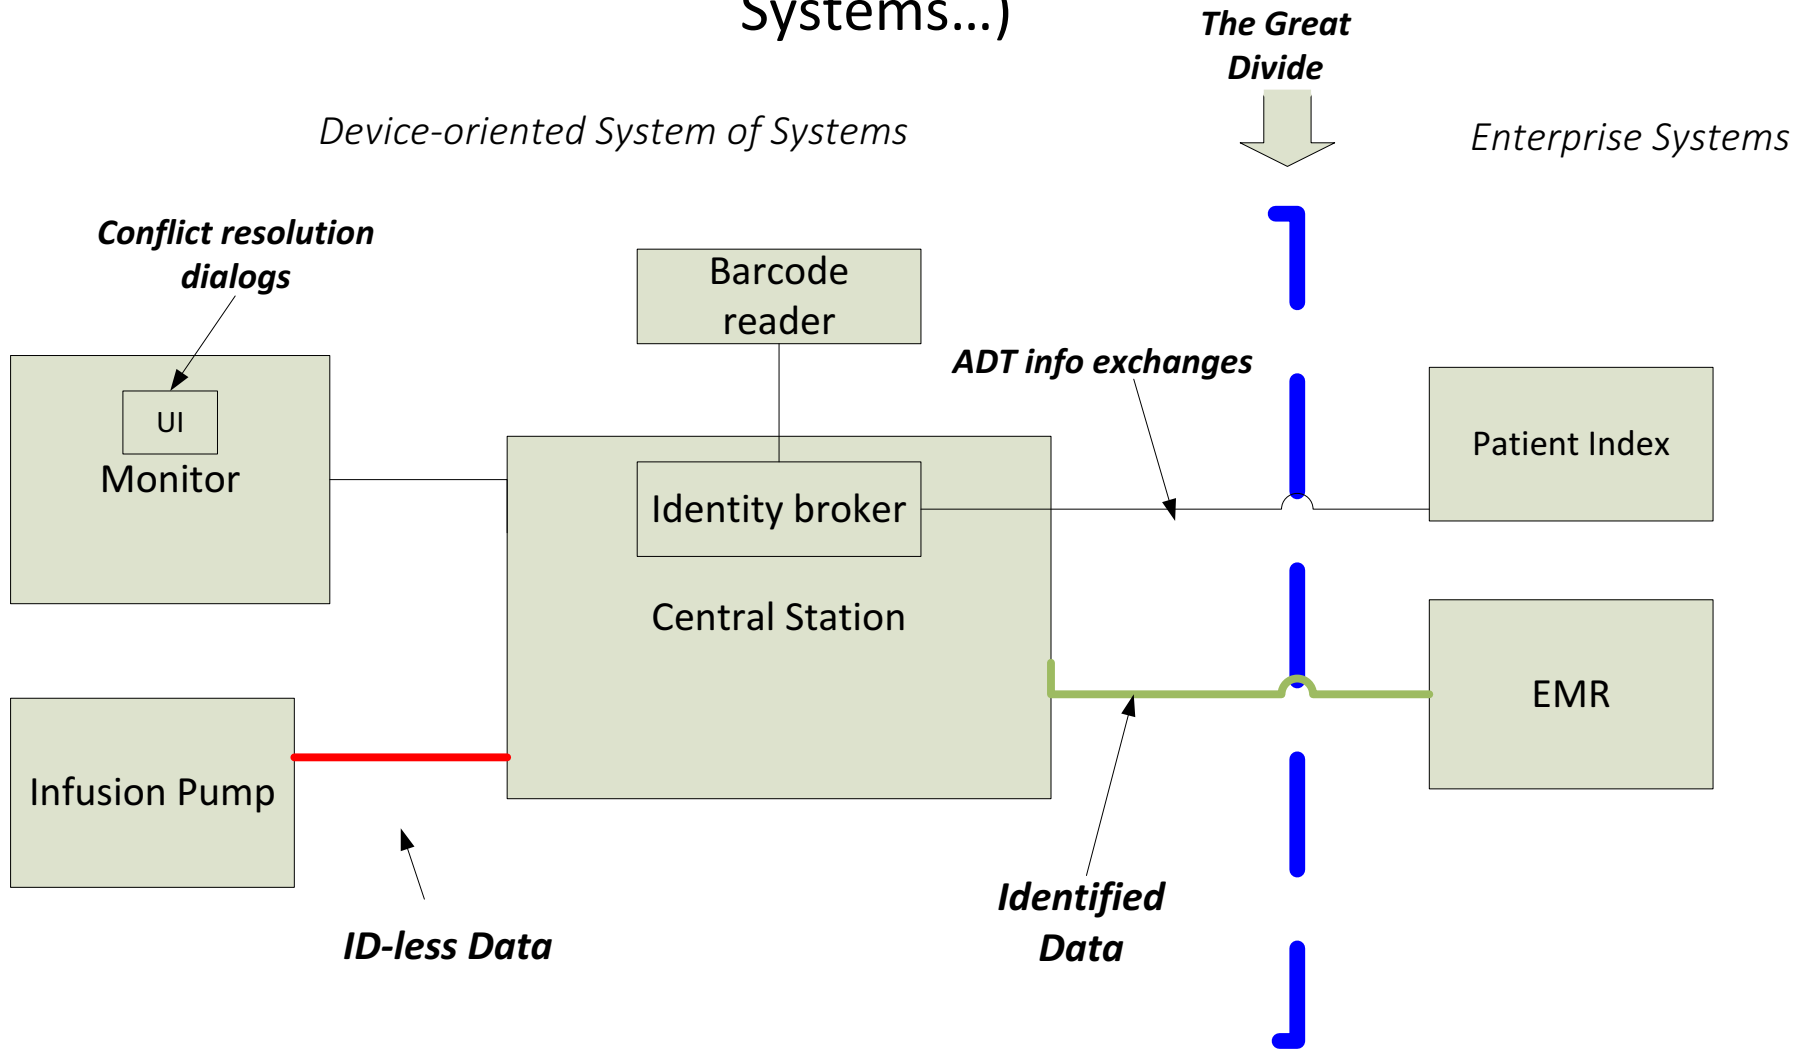 Systems...)
The Great
Divide
Device-oriented System of Systems
Enterprise Systems
Conflict resolution
dialogs
Barcode
reader
ADT info exchanges
UI
Monitor
Patient Index
Identity broker
Central Station
EMR
Infusion Pump
Identified
Data
ID-less Data